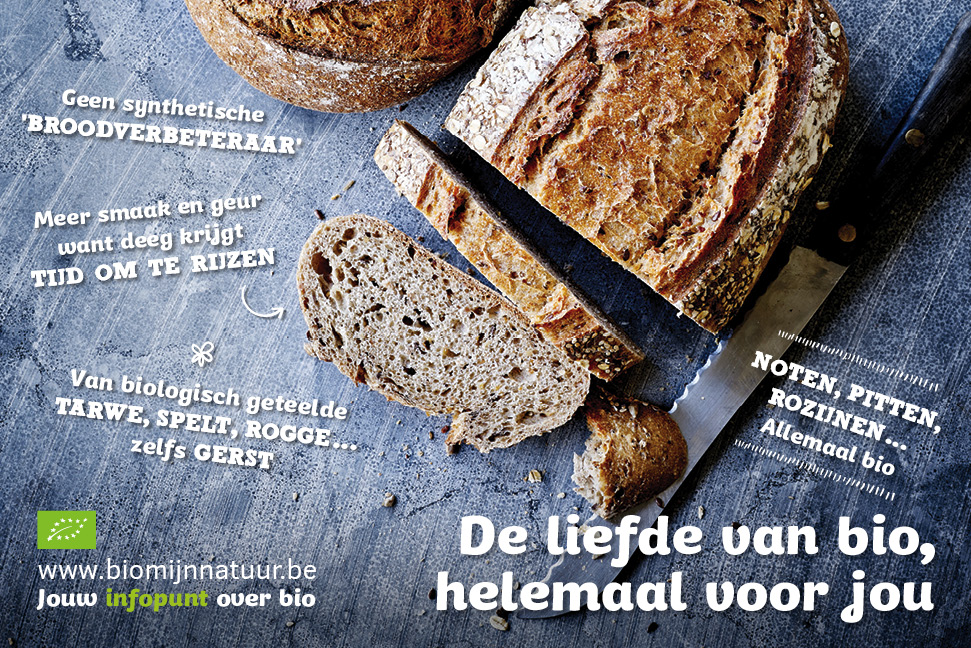 Geen synthetische
'BROODVERBETERAAR'
Meer smaak en geur
want deeg krijgt
TIJD OM TE RIJZEN
Van biologisch geteelde
TARWE, SPELT, ROGGE...
zelfs GERST
NOTEN, PITTEN,
ROZIJNEN...
Allemaal bio
De liefde van bio,
helemaal voor jou
www.biomijnnatuur.be
Jouw infopunt over bio